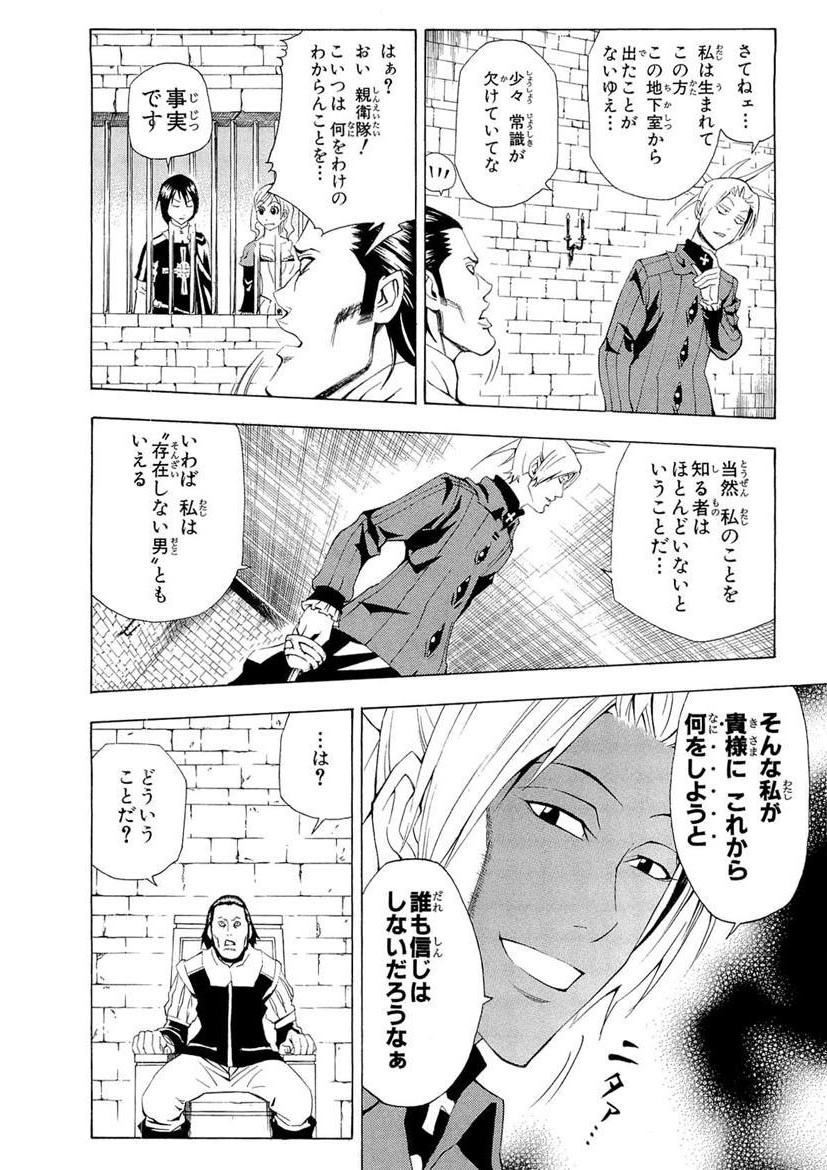 さてねェ…
私は生まれて
この方
この地下室から
出たことが
ないゆえ…
少々 常識が
欠けていてな
!!!
はぁ?
おい 親衛隊!
こいつは 何をわけの
わからんことを…
事実
です
当然 私のことを
知る者は
ほとんどいないと
いうことだ…
いわば 私は
〝存在しない男〟とも
いえる
そんな私が
貴様に これから
何をしようと
誰も信じは
しないだろうなぁ
ニタァ…
…は?
どういう
ことだ?